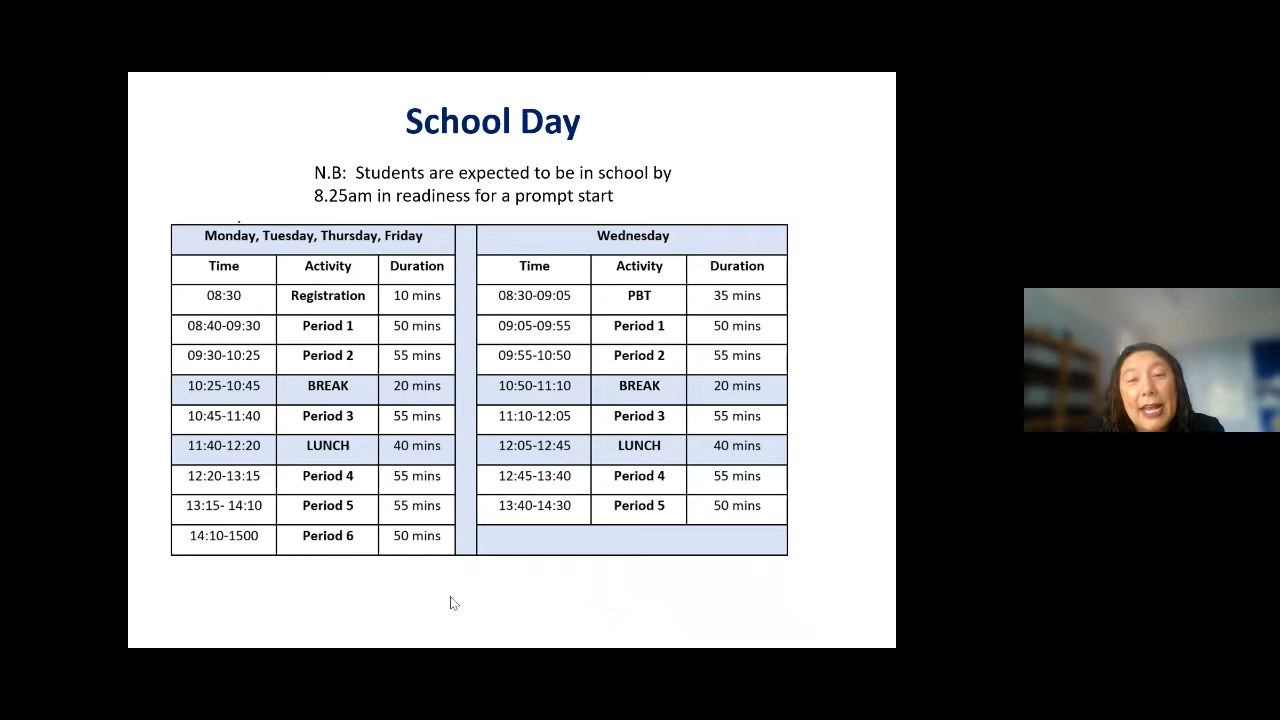 School Day
N.B: Students are expected to be in school by
8.25am in readiness for a prompt start
.
Monday, Tuesday, Thursday, Friday Wednesday
Time Activity Duration Time Activity Duration
08:30 Registration 10 mins 08:30-09:05 PBT 35 mins
08:40-09:30 Period 1 50 mins 09:05-09:55 Period 1 50 mins
09:30-10:25 Period 2 55 mins 09:55-10:50 Period 2 55 mins
10:25-10:45 BREAK 20 mins 10:50-11:10 BREAK 20 mins
10:45-11:40 Period 3 55 mins 11:10-12:05 Period 3 55 mins
11:40-12:20 LUNCH 40 mins 12:05-12:45 LUNCH 40 mins
12:20-13:15 Period 4 55 mins 12:45-13:40 Period 4 55 mins
13:15- 14:10 Period 5 55 mins 13:40-14:30 Period 5 50 mins
14:10-1500 Period 6 50 mins